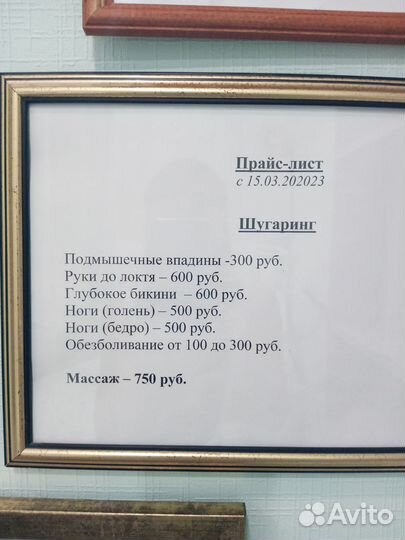 Прайс-лист
с 15.03.202023
Шугаринг
Подмышечные впадины -300 руб.
Руки до локтя – 600 руб.
Глубокое бикини – 600 руб.
Ноги (голень) – 500 руб.
Ноги (бедро) – 500 руб.
Обезболивание от 100 до 300 руб.
Массаж – 750 руб.
Avito